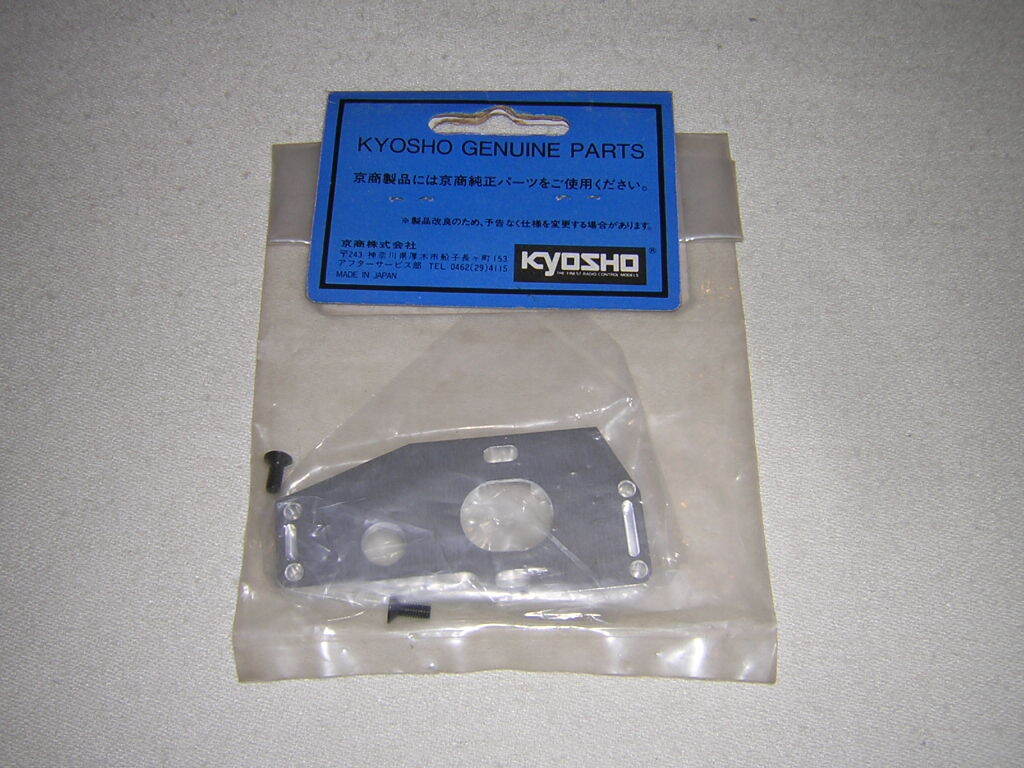 KYOSHO GENUINE PARTS
京商製品には京商純正パーツをご使用ください。
※製品改良のため、予告なく仕様を変更する場合があります。
京商株式会社
〒243 神奈川県厚木市船子長ヶ町153
アフターサービス部 TEL 0462(29)4115
MADE IN JAPAN
KYOSHO ®
THE FINEST RADIO CONTROL MODELS